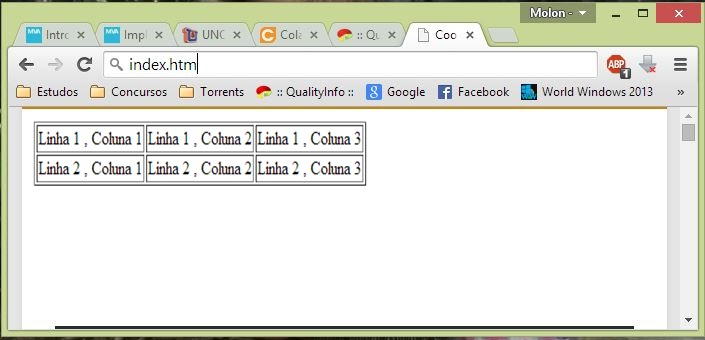 Molon -
Intro Impl UNC Cola :: Qu Coo
index.htm
ABP 1
Estudos Concursos Torrents :: QualityInfo :: Google Facebook World Windows 2013 »
Linha 1 , Coluna 1 Linha 1 , Coluna 2 Linha 1 , Coluna 3
Linha 2 , Coluna 1 Linha 2 , Coluna 2 Linha 2 , Coluna 3